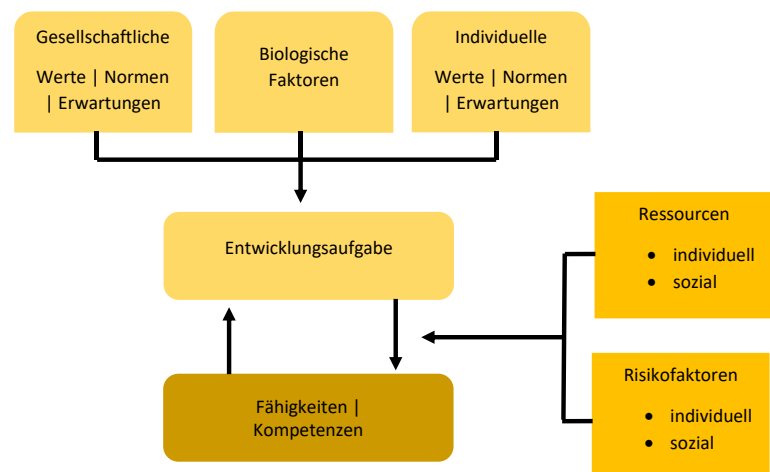 Gesellschaftliche
Werte | Normen
| Erwartungen
Biologische
Faktoren
Individuelle
Werte | Normen
| Erwartungen
Entwicklungsaufgabe
Ressourcen
• individuell
• sozial
Fähigkeiten |
Kompetenzen
Risikofaktoren
• individuell
• sozial